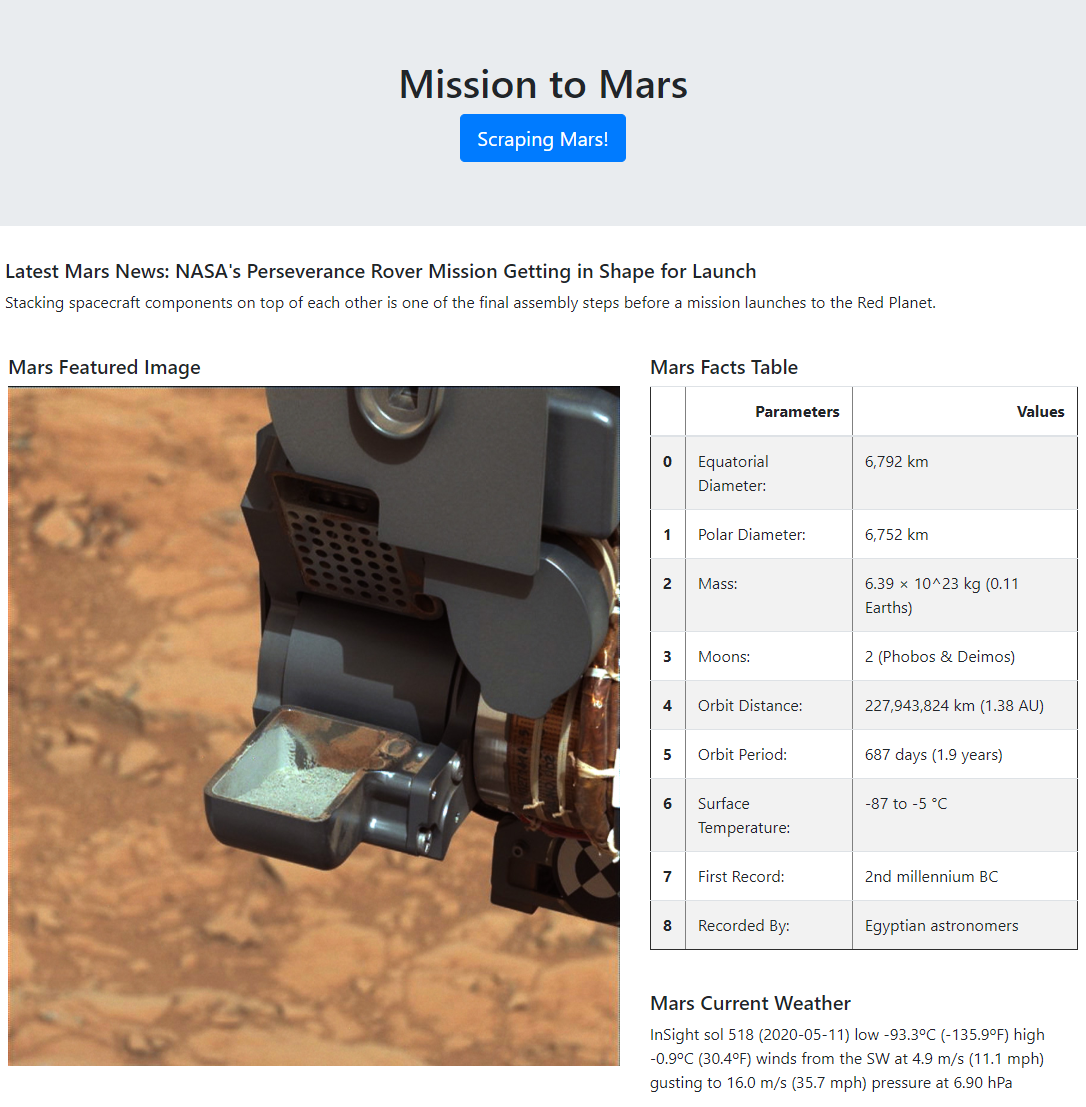 Mission to Mars
Scraping Mars!
Latest Mars News: NASA's Perseverance Rover Mission Getting in Shape for Launch
Stacking spacecraft components on top of each other is one of the final assembly steps before a mission launches to the Red Planet.
Mars Featured Image
Mars Facts Table
Parameters Values
0 Equatorial Diameter: 6,792 km
1 Polar Diameter: 6,752 km
2 Mass: 6.39 × 10^23 kg (0.11 Earths)
3 Moons: 2 (Phobos & Deimos)
4 Orbit Distance: 227,943,824 km (1.38 AU)
5 Orbit Period: 687 days (1.9 years)
6 Surface Temperature: -87 to -5 °C
7 First Record: 2nd millennium BC
8 Recorded By: Egyptian astronomers
Mars Current Weather
InSight sol 518 (2020-05-11) low -93.3ºC (-135.9ºF) high
-0.9ºC (30.4ºF) winds from the SW at 4.9 m/s (11.1 mph)
gusting to 16.0 m/s (35.7 mph) pressure at 6.90 hPa